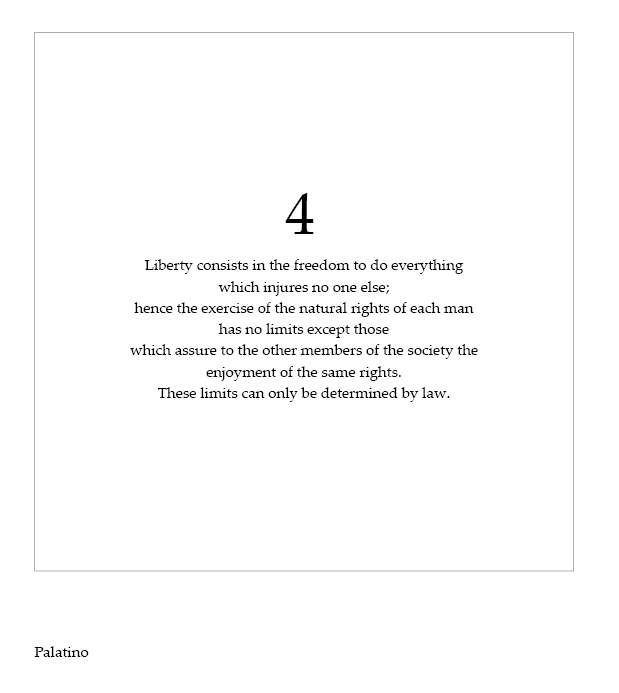 4
Liberty consists in the freedom to do everything
which injures no one else;
hence the exercise of the natural rights of each man
has no limits except those
which assure to the other members of the society the
enjoyment of the same rights.
These limits can only be determined by law.
Palatino